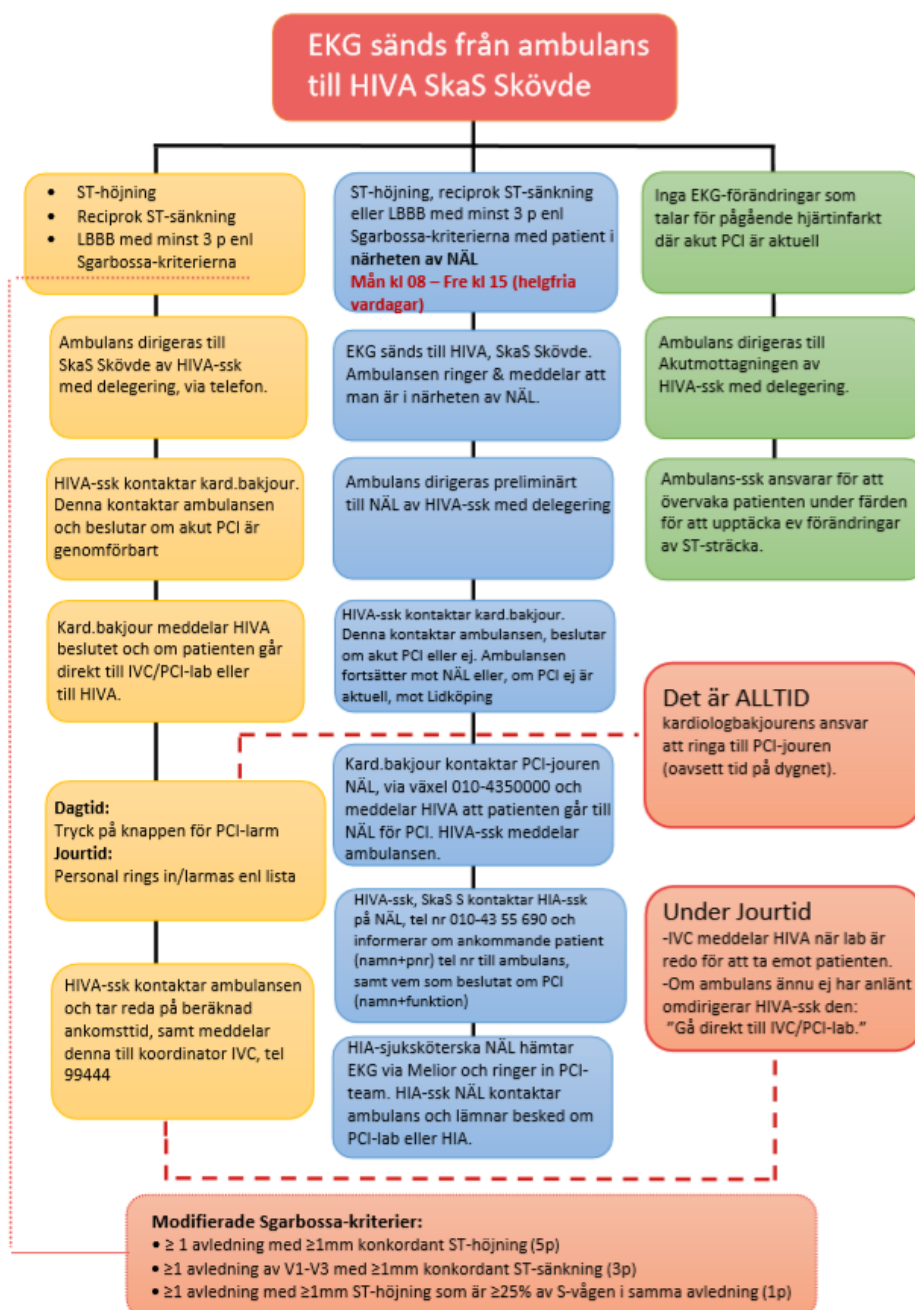 EKG sänds från ambulans
till HIVA SkaS Skövde
• ST-höjning
• Reciprok ST-sänkning
• LBBB med minst 3 p enl
Sgarbossa-kriterierna
Ambulans dirigeras till
SkaS Skövde av HIVA-ssk
med delegering, via telefon.
HIVA-ssk kontaktar kard.bakjour.
Denna kontaktar ambulansen
och beslutar om akut PCI är
genomförbart
Kard.bakjour meddelar HIVA
beslutet och om patienten går
direkt till IVC/PCI-lab eller
till HIVA.
Dagtid:
Tryck på knappen för PCI-larm
Jourtid:
Personal rings in/larmas enl lista
HIVA-ssk kontaktar ambulansen
och tar reda på beräknad
ankomsttid, samt meddelar
denna till koordinator IVC, tel
99444
ST-höjning, reciprok ST-sänkning
eller LBBB med minst 3 p enl
Sgarbossa-kriterierna med patient i
närheten av NÄL
Mån kl 08 – Fre kl 15 (helgfria
vardagar)
EKG sänds till HIVA, SkaS Skövde.
Ambulansen ringer & meddelar att
man är i närheten av NÄL.
Ambulans dirigeras preliminärt
till NÄL av HIVA-ssk med delegering
HIVA-ssk kontaktar kard.bakjour.
Denna kontaktar ambulansen, beslutar
om akut PCI eller ej. Ambulansen
fortsätter mot NÄL eller, om PCI ej är
aktuell, mot Lidköping
Kard.bakjour kontaktar PCI-jouren
NÄL, via växel 010-4350000 och
meddelar HIVA att patienten går till
NÄL för PCI. HIVA-ssk meddelar
ambulansen.
HIVA-ssk, SkaS S kontaktar HIA-ssk
på NÄL, tel nr 010-43 55 690 och
informerar om ankommande patient
(namn+pnr) tel nr till ambulans,
samt vem som beslutat om PCI
(namn+funktion)
HIA-sjuksköterska NÄL hämtar
EKG via Melior och ringer in PCI-
team. HIA-ssk NÄL kontaktar
ambulans och lämnar besked om
PCI-lab eller HIA.
Inga EKG-förändringar som
talar för pågående hjärtinfarkt
där akut PCI är aktuell
Ambulans dirigeras till
Akutmottagningen av
HIVA-ssk med delegering.
Ambulans-ssk ansvarar för att
övervaka patienten under färden
för att upptäcka ev förändringar
av ST-sträcka.
Det är ALLTID
kardiologbakjourens ansvar
att ringa till PCI-jouren
(oavsett tid på dygnet).
Under Jourtid
-IVC meddelar HIVA när lab är
redo för att ta emot patienten.
-Om ambulans ännu ej har anlänt
omdirigerar HIVA-ssk den:
"Gå direkt till IVC/PCI-lab."
Modifierade Sgarbossa-kriterier:
• ≥ 1 avledning med ≥1mm konkordant ST-höjning (5p)
• ≥1 avledning av V1-V3 med ≥1mm konkordant ST-sänkning (3p)
• ≥1 avledning med ≥1mm ST-höjning som är ≥25% av S-vågen i samma avledning (1p)